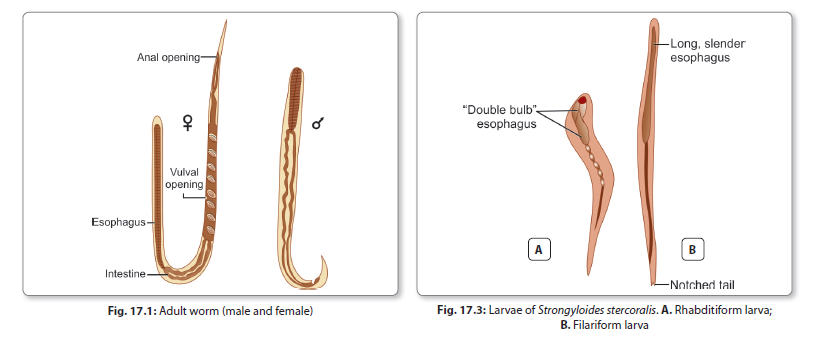 Anal opening
♀
♂
Vulval
opening
Esophagus
Intestine
Fig. 17.1: Adult worm (male and female)
Long, slender
esophagus
"Double bulb"
esophagus
A
B
Notched tail
Fig. 17.3: Larvae of Strongyloides stercoralis. A. Rhabditiform larva;
B. Filariform larva